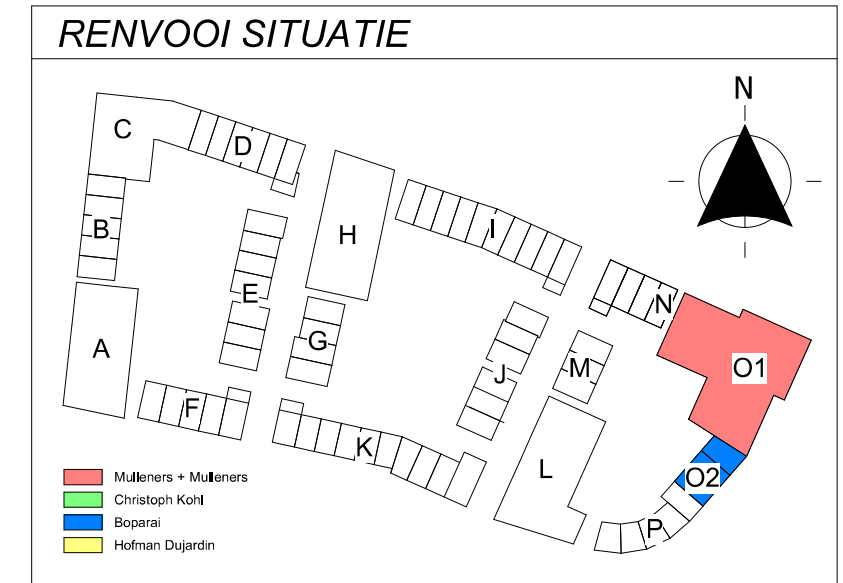 RENVOOI SITUATIE
N
C
D
B
H
I
E
N
A
G
O1
J
M
F
K
L
O2
P
Mulleners + Mulleners
Christoph Kohl
Boparai
Hofman Dujardin